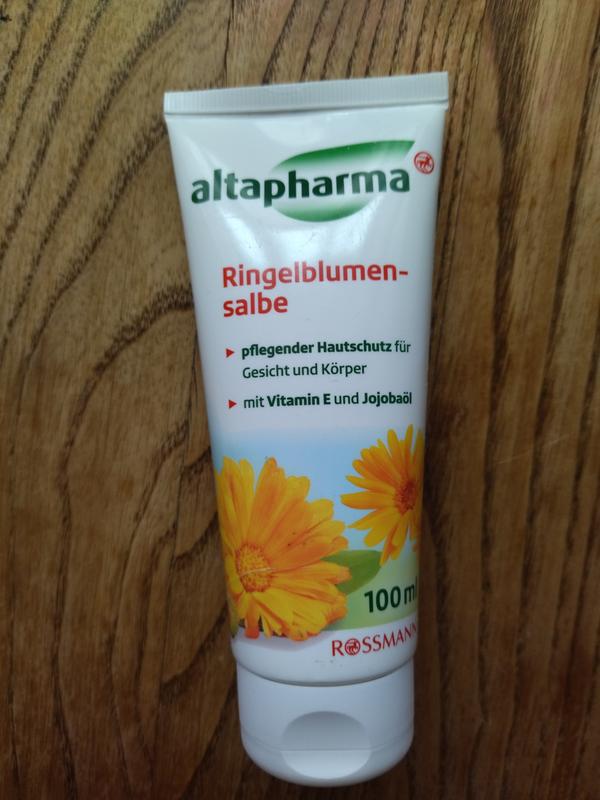 altapharma
Ringelblumen-
salbe
pflegender Hautschutz für
Gesicht und Körper
mit Vitamin E und Jojobaöl
100 ml
ROSSMANN